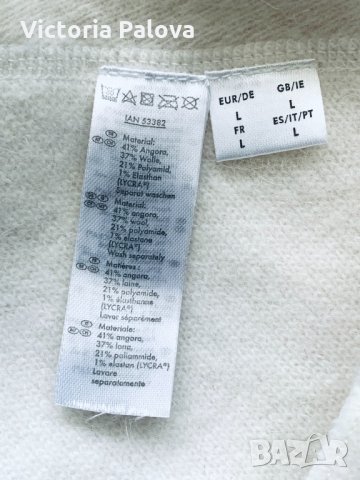 Victoria Palova
IAN 53382
Material:
41% Angora,
37% Wolle,
21% Polyamid,
1% Elasthan
(LYCRA®)
Separat waschen
Material:
41% angora,
37% wool,
21% polyamide,
1% elastane
(LYCRA®)
Wash separately
Matières :
41% angora,
37% laine,
21% polyamide,
1% élasthanne
(LYCRA®)
Laver séparément
Materiale:
41% angora,
37% lana,
21% poliammide,
1% elastan (LYCRA®)
Lavare
separatamente
EUR/DE
L
FR
L
GB/IE
L
ES/IT/PT
L
BAZAR
bg